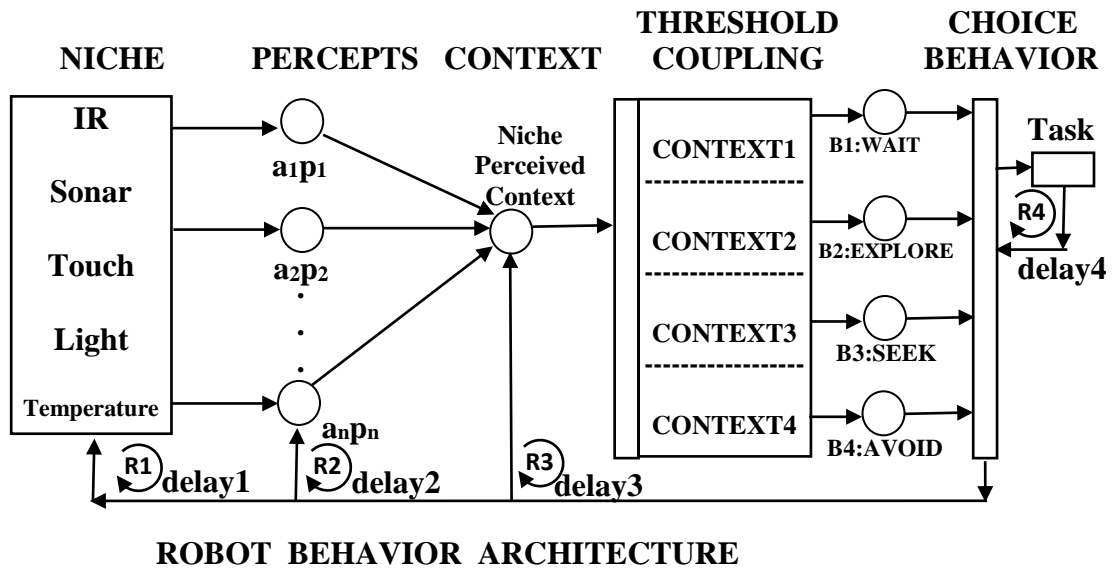 THRESHOLD
COUPLING
CHOICE
BEHAVIOR
NICHE
PERCEPTS
CONTEXT
IR
Sonar
Touch
Light
Temperature
a1p1
a2p2
.
.
.
.
anpn
Niche
Perceived
Context
CONTEXT1
---------------
CONTEXT2
---------------
CONTEXT3
---------------
CONTEXT4
B1:WAIT
B2:EXPLORE
B3:SEEK
B4:AVOID
Task
R4
delay4
R1
delay1
R2
delay2
R3
delay3
ROBOT BEHAVIOR ARCHITECTURE